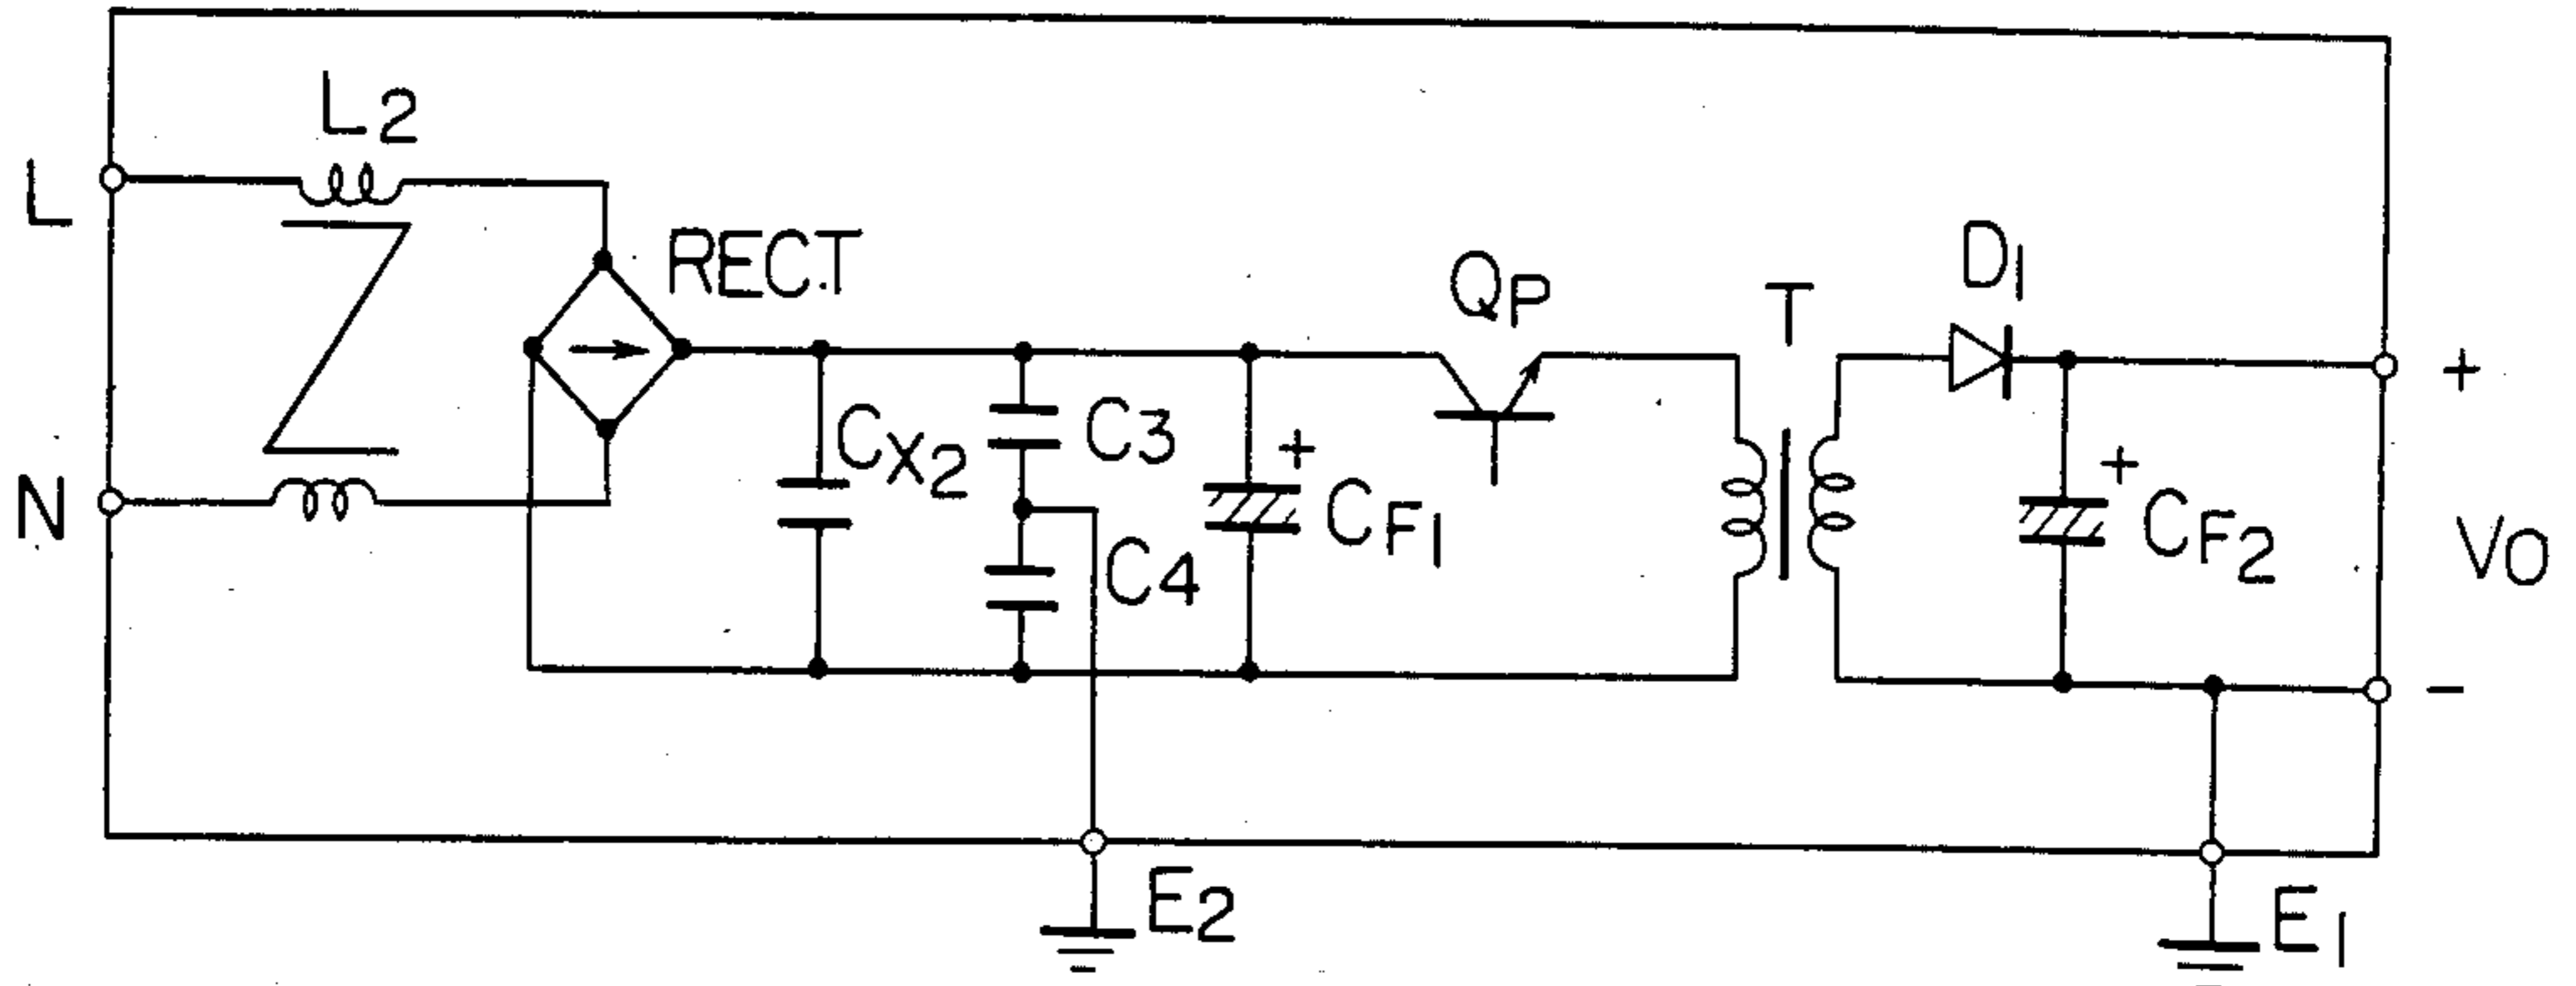 L2
L
RECT
QP
T
D1
+
CX2
C3
+
CF1
+
CF2
N
C4
VO
-
E2
E1